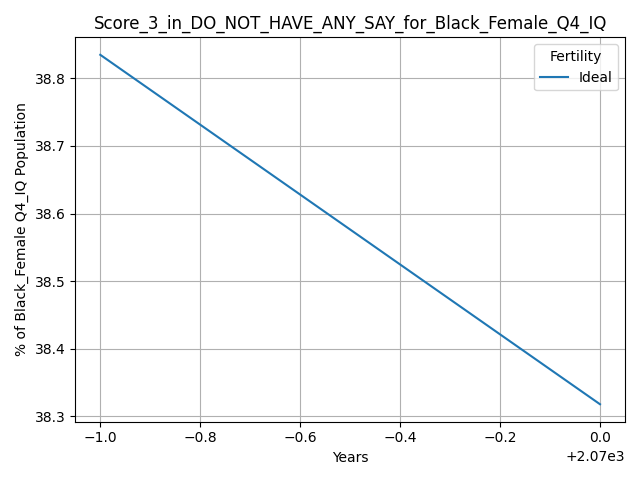 Score_3_in_DO_NOT_HAVE_ANY_SAY_for_Black_Female_Q4_IQ
Fertility
Ideal
% of Black_Female Q4_IQ Population
38.8
38.7
38.6
38.5
38.4
38.3
−1.0 −0.8 −0.6 −0.4 −0.2 0.0
Years
+2.07e3